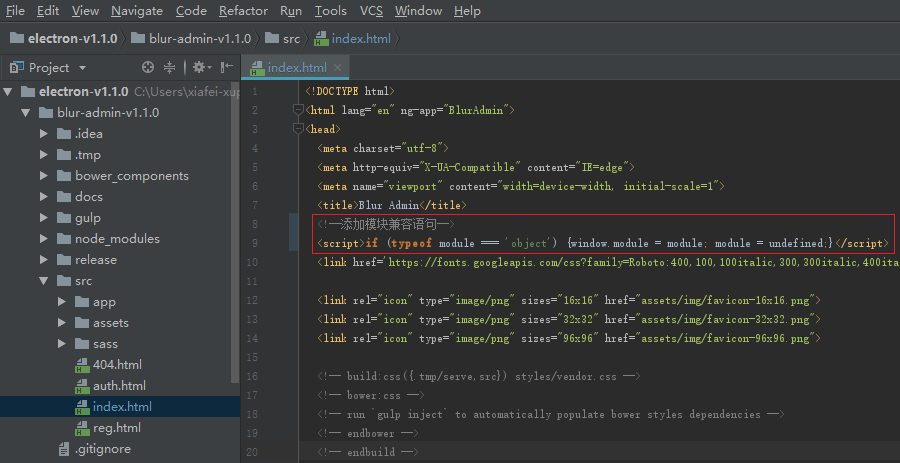 File Edit View Navigate Code Refactor Run Tools VCS Window Help
electron-v1.1.0 blur-admin-v1.1.0 src index.html
Project
index.html
electron-v1.1.0 C:\Users\xiafei-xup
blur-admin-v1.1.0
.idea
.tmp
bower_components
docs
gulp
node_modules
release
src
app
assets
sass
404.html
auth.html
index.html
reg.html
.gitignore
1 <!DOCTYPE html>
2 <html lang="en" ng-app="BlurAdmin">
3 <head>
4 <meta charset="utf-8">
5 <meta http-equiv="X-UA-Compatible" content="IE=edge">
6 <meta name="viewport" content="width=device-width, initial-scale=1">
7 <title>Blur Admin</title>
8 <!--添加模块兼容语句-->
9 <script>if (typeof module === 'object') {window.module = module; module = undefined;}</script>
10 <link href='https://fonts.googleapis.com/css?family=Roboto:400,100,100italic,300,300italic,400ita
11
12 <link rel="icon" type="image/png" sizes="16x16" href="assets/img/favicon-16x16.png">
13 <link rel="icon" type="image/png" sizes="32x32" href="assets/img/favicon-32x32.png">
14 <link rel="icon" type="image/png" sizes="96x96" href="assets/img/favicon-96x96.png">
15
16 <!-- build:css({.tmp/serve,src}) styles/vendor.css -->
17 <!-- bower:css -->
18 <!-- run `gulp inject` to automatically populate bower styles dependencies -->
19 <!-- endbower -->
20 <!-- endbuild -->